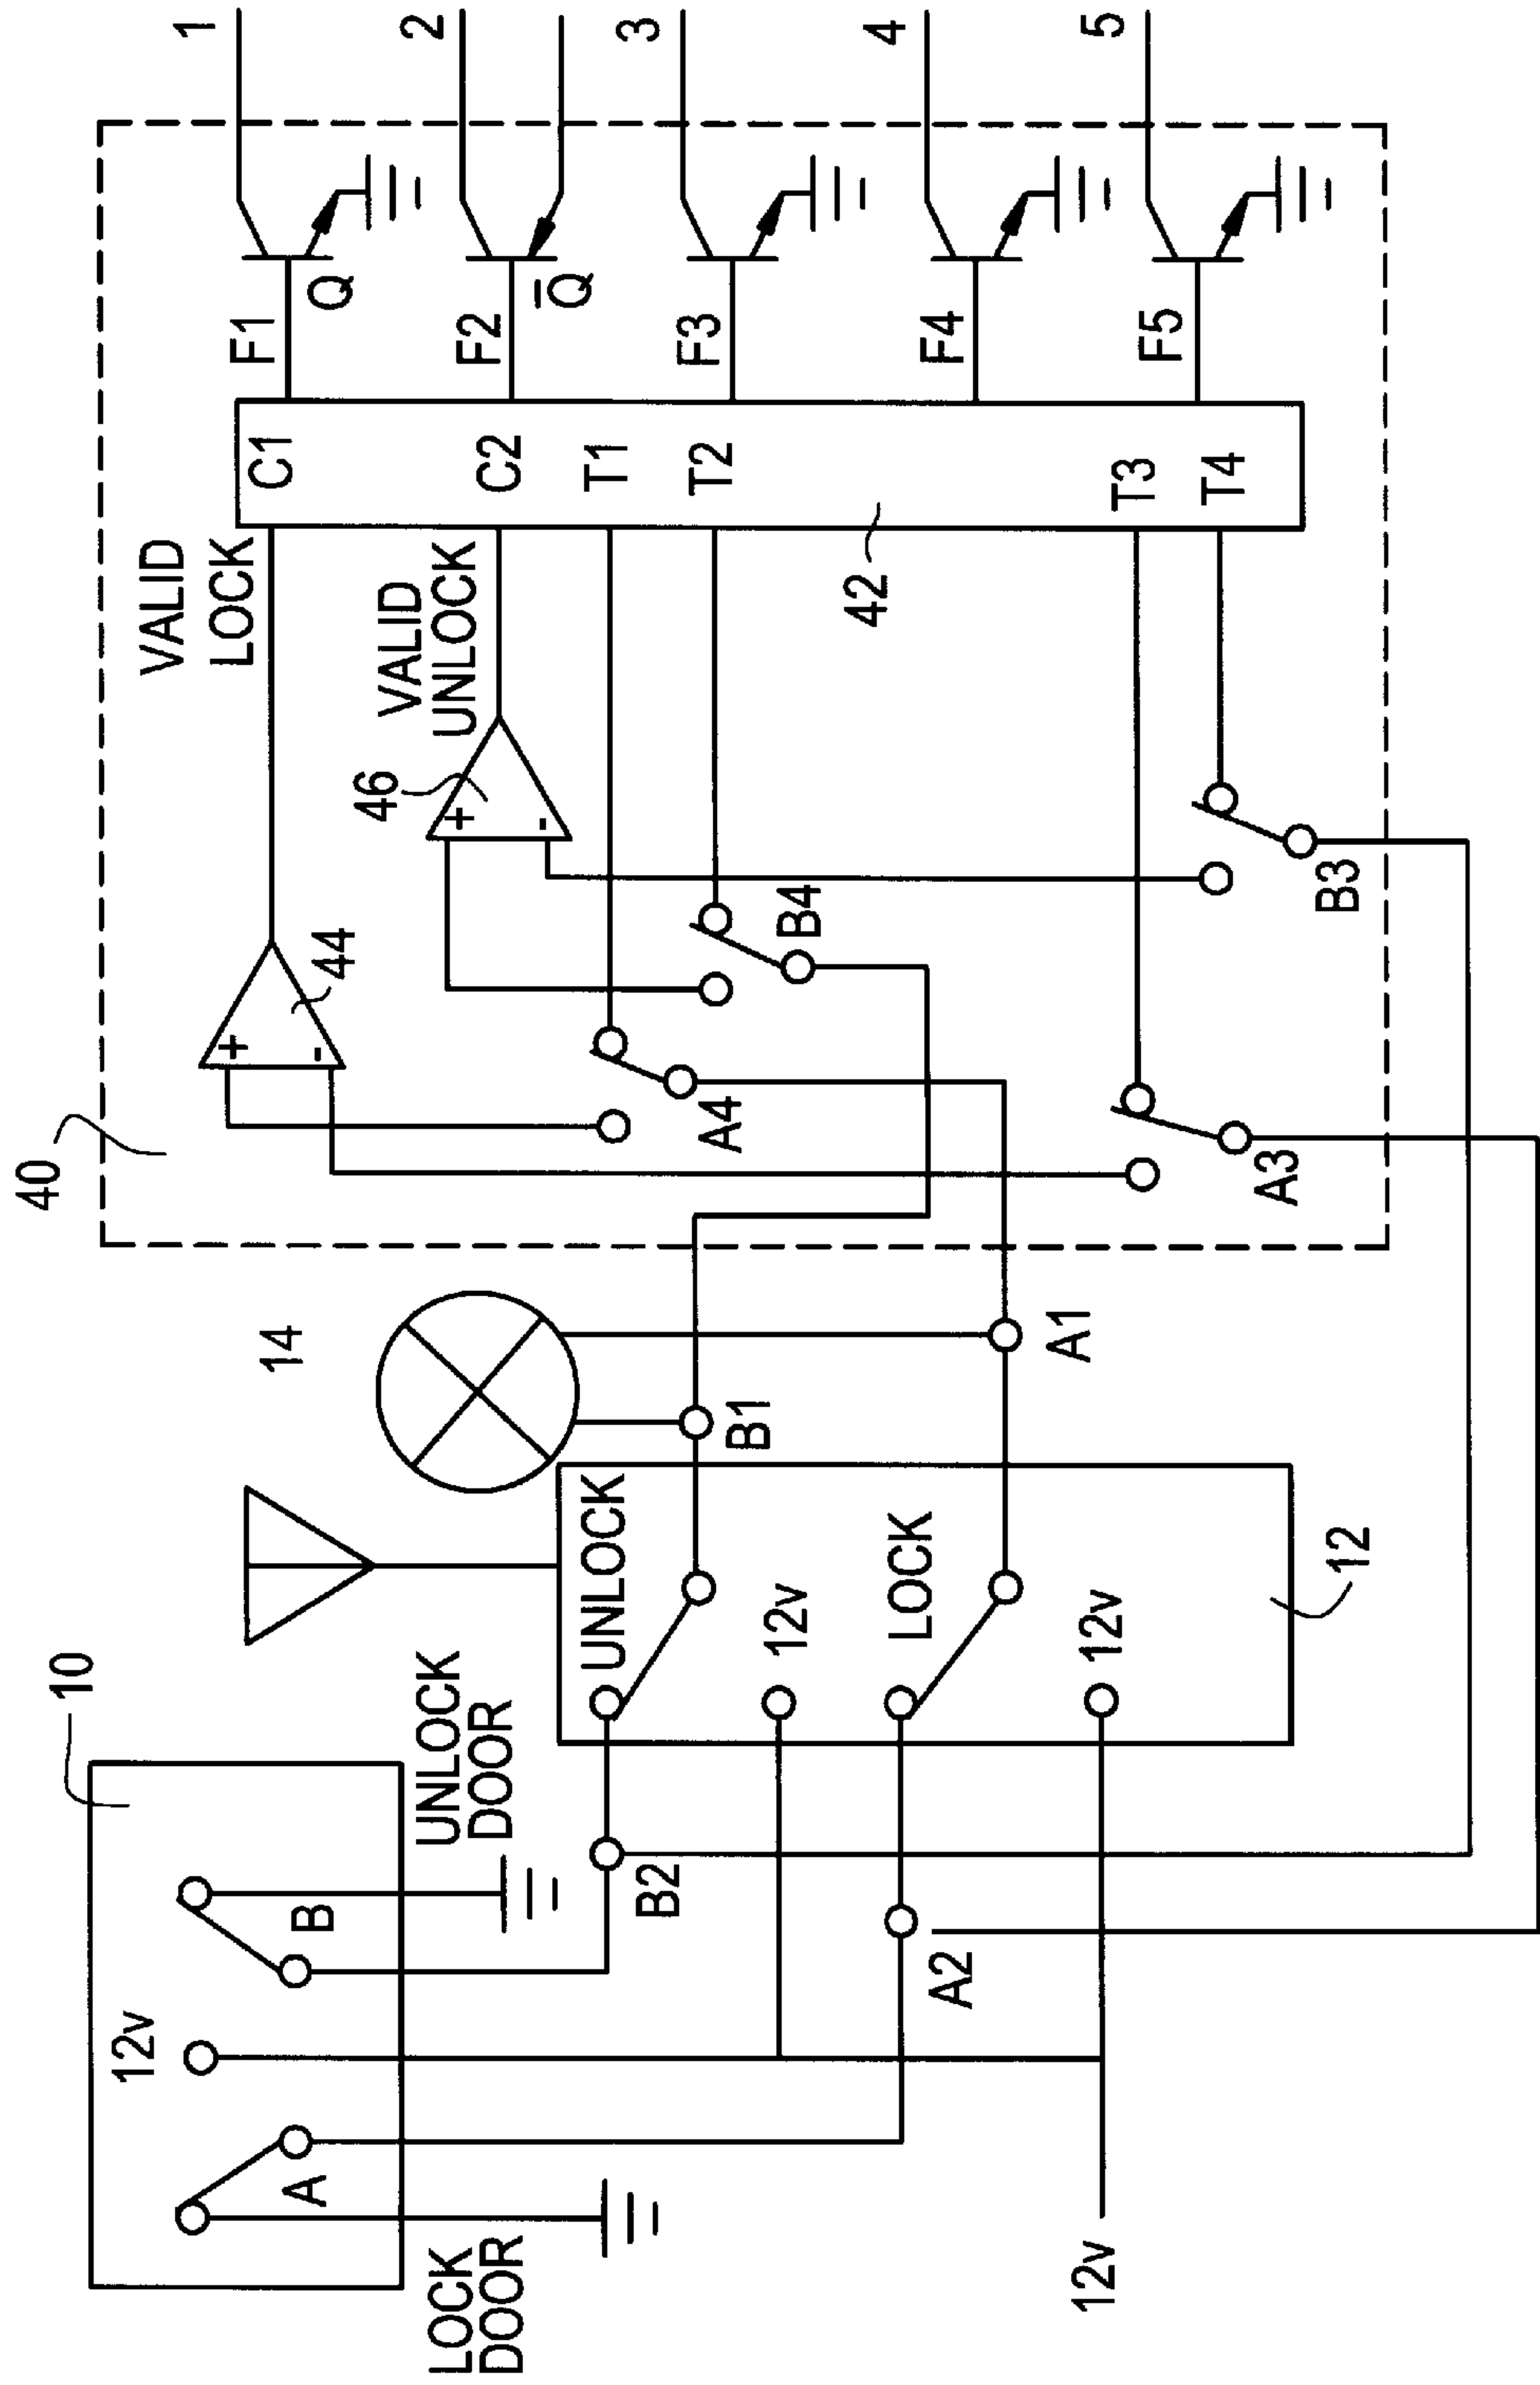 10
LOCK
DOOR
A
12v
B
UNLOCK
DOOR
12v
B2
A2
UNLOCK
12v
LOCK
12v
12
14
B1
A1
40
44
+
-
46
+
-
A4
B4
A3
B3
VALID
LOCK
VALID
UNLOCK
42
C1
C2
T1
T2
T3
T4
F1
F2
F3
F4
F5
Q
Q̅
1
2
3
4
5